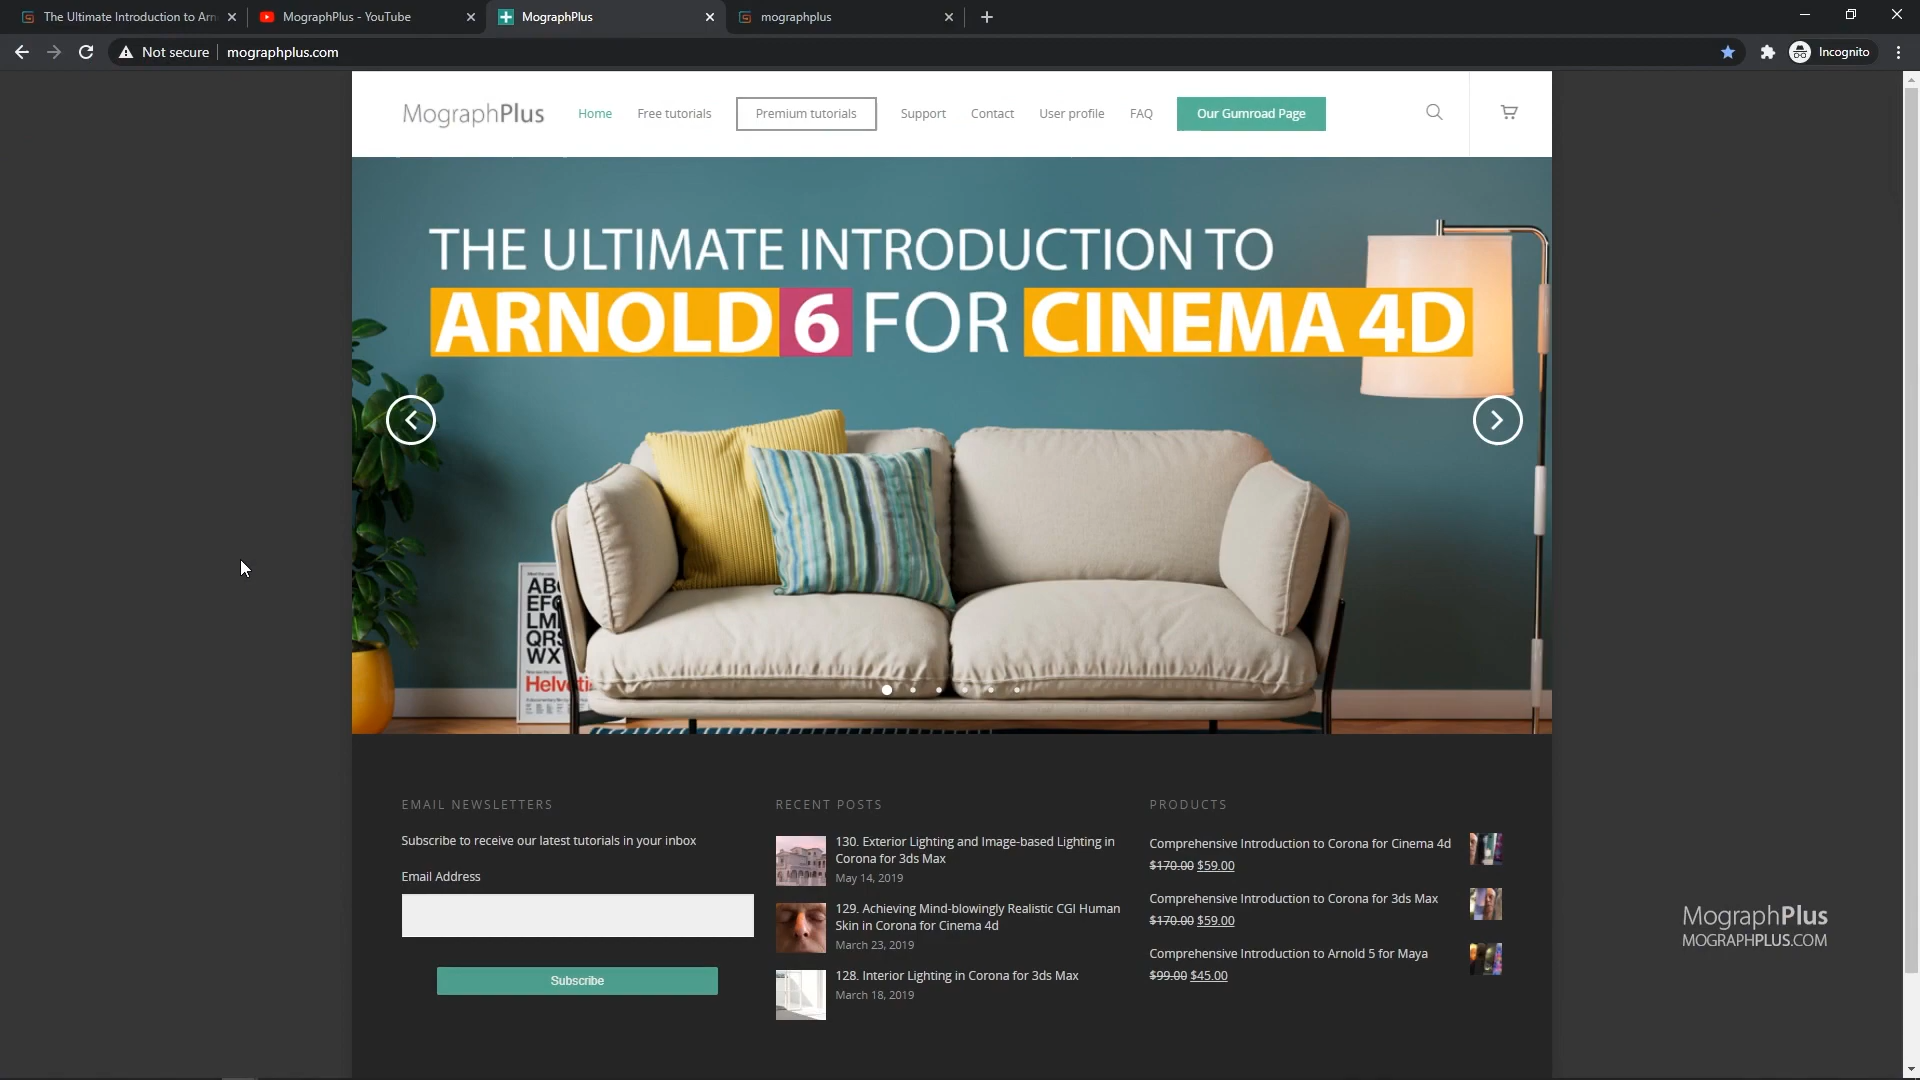 The Ultimate Introduction to Arn
MographPlus - YouTube
MographPlus
mographplus
Not secure
mographplus.com
Incognito
MographPlus
Home
Free tutorials
Premium tutorials
Support
Contact
User profile
FAQ
Our Gumroad Page
THE ULTIMATE INTRODUCTION TO
ARNOLD 6 FOR CINEMA 4D
EMAIL NEWSLETTERS
Subscribe to receive our latest tutorials in your inbox
Email Address
Subscribe
RECENT POSTS
130. Exterior Lighting and Image-based Lighting in
Corona for 3ds Max
May 14, 2019
129. Achieving Mind-blowingly Realistic CGI Human
Skin in Corona for Cinema 4d
March 23, 2019
128. Interior Lighting in Corona for 3ds Max
March 18, 2019
PRODUCTS
Comprehensive Introduction to Corona for Cinema 4d
$170.00 $59.00
Comprehensive Introduction to Corona for 3ds Max
$170.00 $59.00
Comprehensive Introduction to Arnold 5 for Maya
$99.00 $45.00
MographPlus
MOGRAPHPLUS.COM